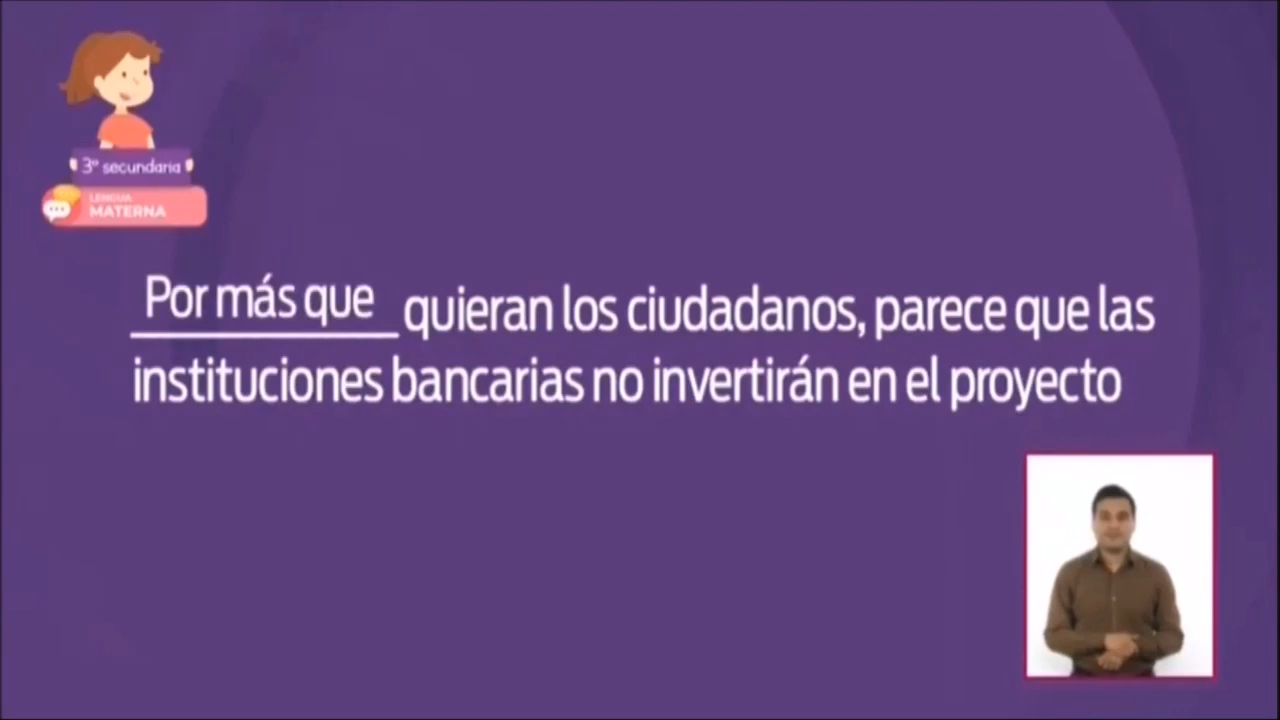 3° secundaria
LENGUA
MATERNA
Por más que quieran los ciudadanos, parece que las
instituciones bancarias no invertirán en el proyecto